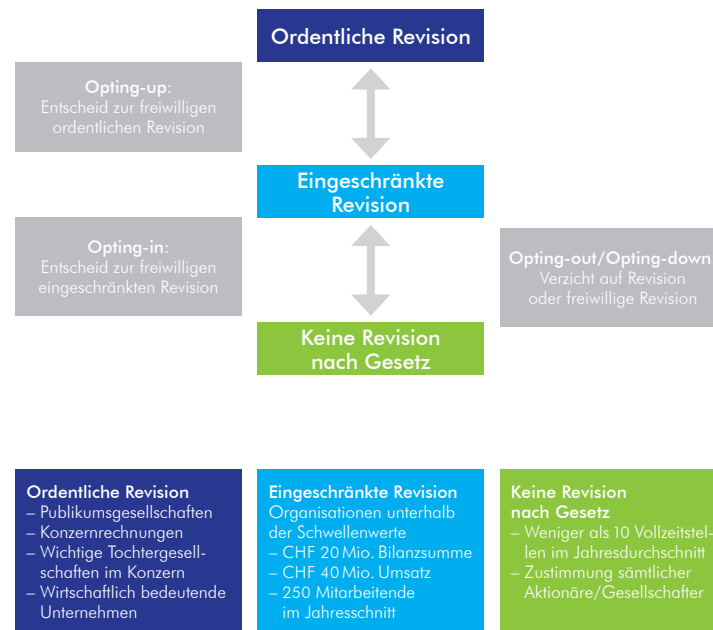 Ordentliche Revision
Opting-up:
Entscheid zur freiwilligen
ordentlichen Revision
Eingeschränkte
Revision
Opting-in:
Entscheid zur freiwilligen
eingeschränkten Revision
Opting-out/Opting-down
Verzicht auf Revision
oder freiwillige Revision
Keine Revision
nach Gesetz
Ordentliche Revision
– Publikumsgesellschaften
– Konzernrechnungen
– Wichtige Tochtergesell-
schaften im Konzern
– Wirtschaftlich bedeutende
Unternehmen
Eingeschränkte Revision
Organisationen unterhalb
der Schwellenwerte
– CHF 20 Mio. Bilanzsumme
– CHF 40 Mio. Umsatz
– 250 Mitarbeitende
im Jahresschnitt
Keine Revision
nach Gesetz
– Weniger als 10 Vollzeitstel-
len im Jahresdurchschnitt
– Zustimmung sämtlicher
Aktionäre/Gesellschafter